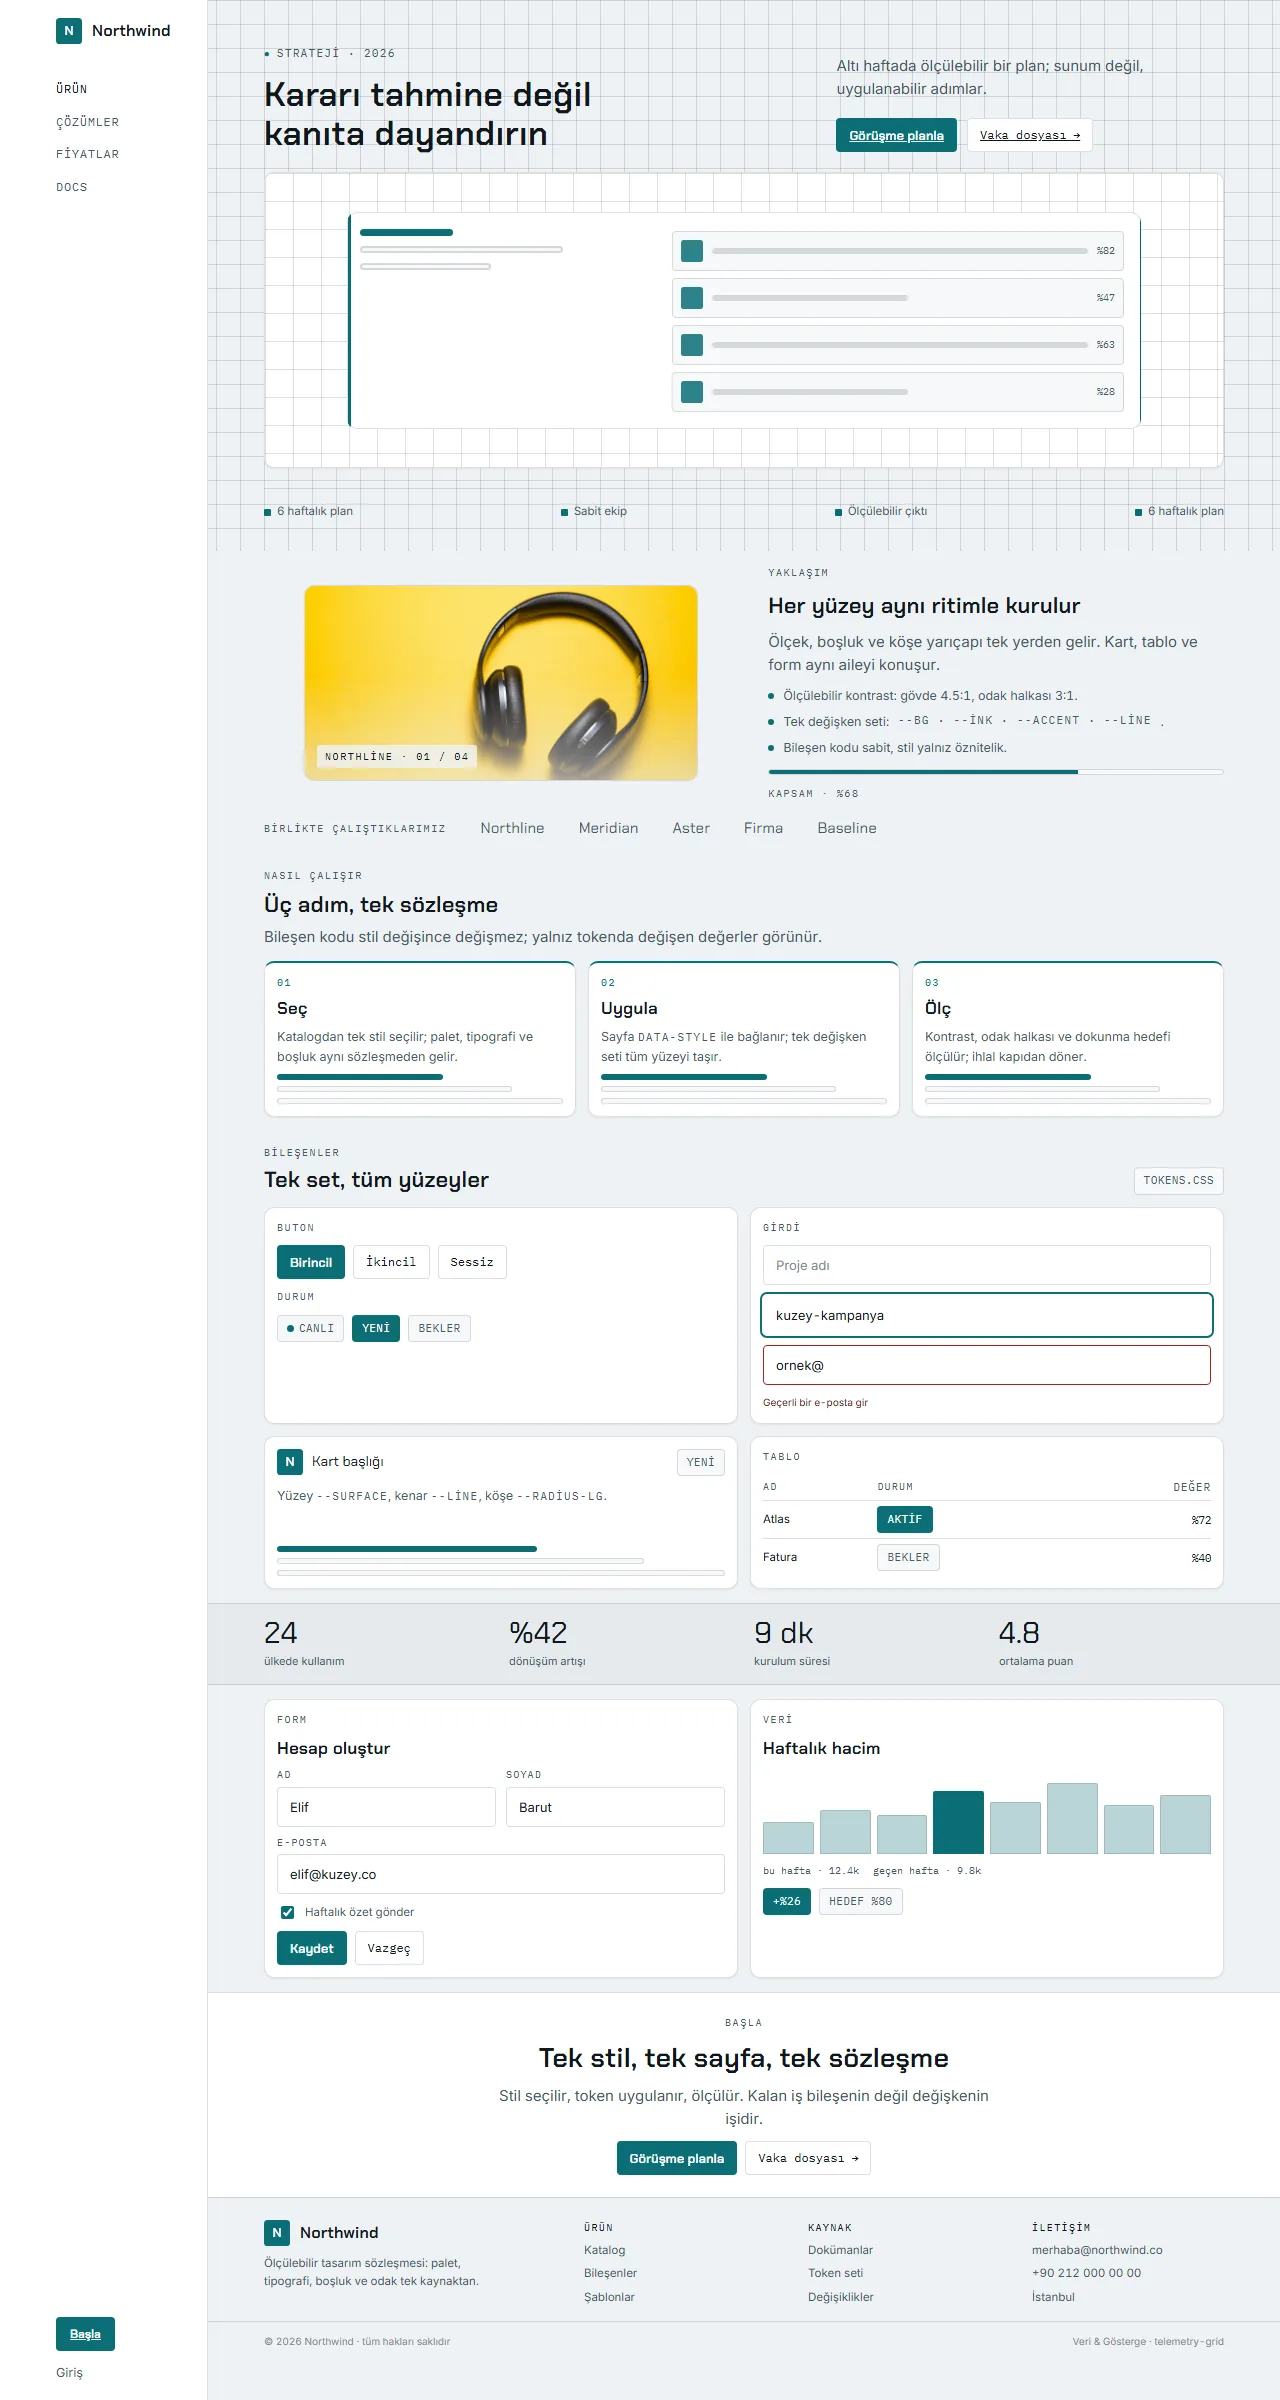 N Northwind
ÜRÜN
ÇÖZÜMLER
FİYATLAR
DOCS
STRATEJİ · 2026
Kararı tahmine değil
kanıta dayandırın
Altı haftada ölçülebilir bir plan; sunum değil,
uygulanabilir adımlar.
Görüşme planla
Vaka dosyası →
%82
%47
%63
%28
6 haftalık plan
Sabit ekip
Ölçülebilir çıktı
6 haftalık plan
NORTHLİNE · 01 / 04
YAKLAŞIM
Her yüzey aynı ritimle kurulur
Ölçek, boşluk ve köşe yarıçapı tek yerden gelir. Kart, tablo ve
form aynı aileyi konuşur.
Ölçülebilir kontrast: gövde 4.5:1, odak halkası 3:1.
Tek değişken seti: --BG · --İNK · --ACCENT · --LİNE .
Bileşen kodu sabit, stil yalnız öznitelik.
KAPSAM · %68
BİRLİKTE ÇALIŞTIKLARIMIZ
Northline
Meridian
Aster
Firma
Baseline
NASIL ÇALIŞIR
Üç adım, tek sözleşme
Bileşen kodu stil değişince değişmez; yalnız tokenda değişen değerler görünür.
01
Seç
Katalogdan tek stil seçilir; palet, tipografi ve
boşluk aynı sözleşmeden gelir.
02
Uygula
Sayfa DATA-STYLE ile bağlanır; tek değişken
seti tüm yüzeyi taşır.
03
Ölç
Kontrast, odak halkası ve dokunma hedefi
ölçülür; ihlal kapıdan döner.
BİLEŞENLER
Tek set, tüm yüzeyler
TOKENS.CSS
BUTON
Birincil
İkincil
Sessiz
DURUM
CANLI
YENİ
BEKLER
GİRDİ
Proje adı
kuzey-kampanya
ornek@
Geçerli bir e-posta gir
N Kart başlığı
YENİ
Yüzey --SURFACE, kenar --LİNE, köşe --RADİUS-LG.
TABLO
AD DURUM DEĞER
Atlas AKTİF %72
Fatura BEKLER %40
24
ülkede kullanım
%42
dönüşüm artışı
9 dk
kurulum süresi
4.8
ortalama puan
FORM
Hesap oluştur
AD
SOYAD
Elif
Barut
E-POSTA
elif@kuzey.co
Haftalık özet gönder
Kaydet
Vazgeç
VERİ
Haftalık hacim
bu hafta · 12.4k geçen hafta · 9.8k
+%26
HEDEF %80
BAŞLA
Tek stil, tek sayfa, tek sözleşme
Stil seçilir, token uygulanır, ölçülür. Kalan iş bileşenin değil değişkenin
işidir.
Görüşme planla
Vaka dosyası →
N Northwind
Ölçülebilir tasarım sözleşmesi: palet,
tipografi, boşluk ve odak tek kaynaktan.
ÜRÜN
Katalog
Bileşenler
Şablonlar
KAYNAK
Dokümanlar
Token seti
Değişiklikler
İLETİŞİM
merhaba@northwind.co
+90 212 000 00 00
İstanbul
Başla
Giriş
© 2026 Northwind · tüm hakları saklıdır
Veri & Gösterge · telemetry-grid